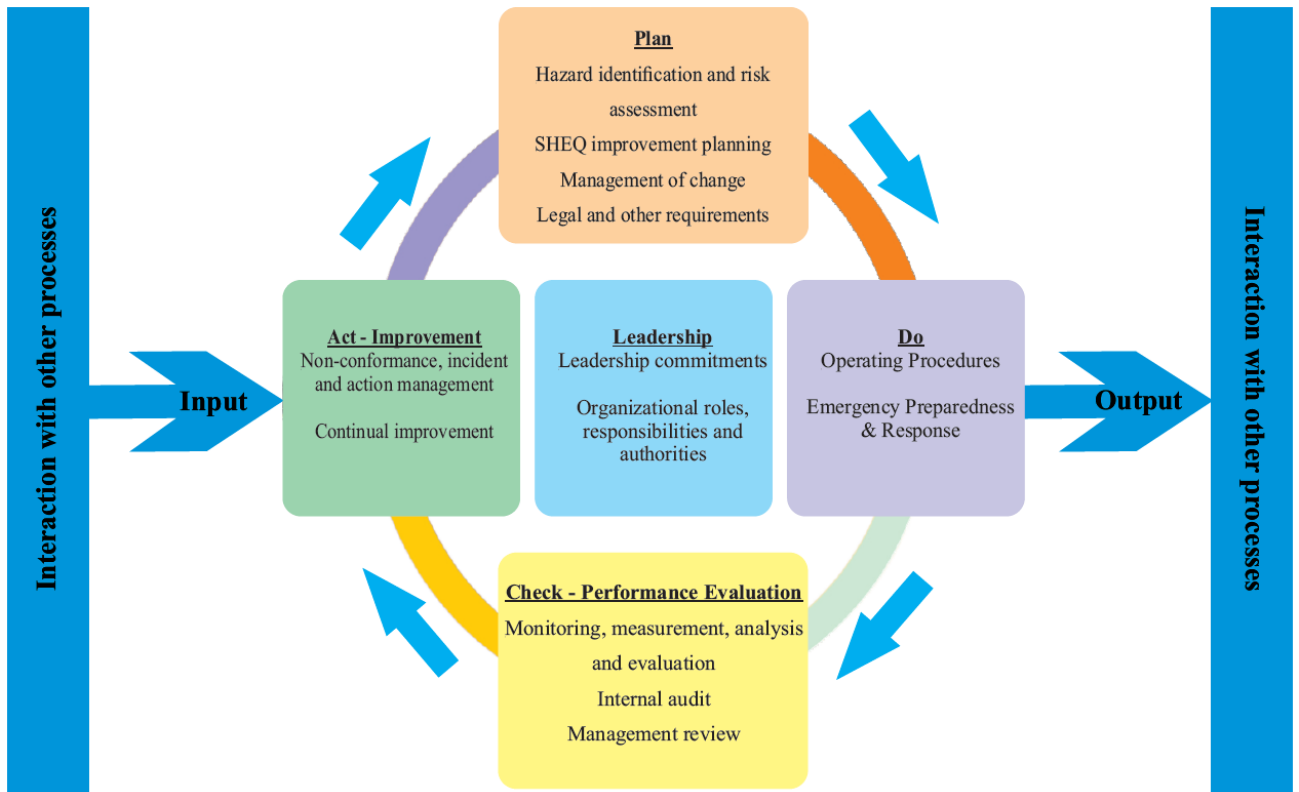 Interaction with other processes
Input
Plan
Hazard identification and risk
assessment
SHEQ improvement planning
Management of change
Legal and other requirements
Act - Improvement
Non-conformance, incident
and action management
Continual improvement
Leadership
Leadership commitments
Organizational roles,
responsibilities and
authorities
Do
Operating Procedures
Emergency Preparedness
& Response
Check - Performance Evaluation
Monitoring, measurement, analysis
and evaluation
Internal audit
Management review
Output
Interaction with other processes